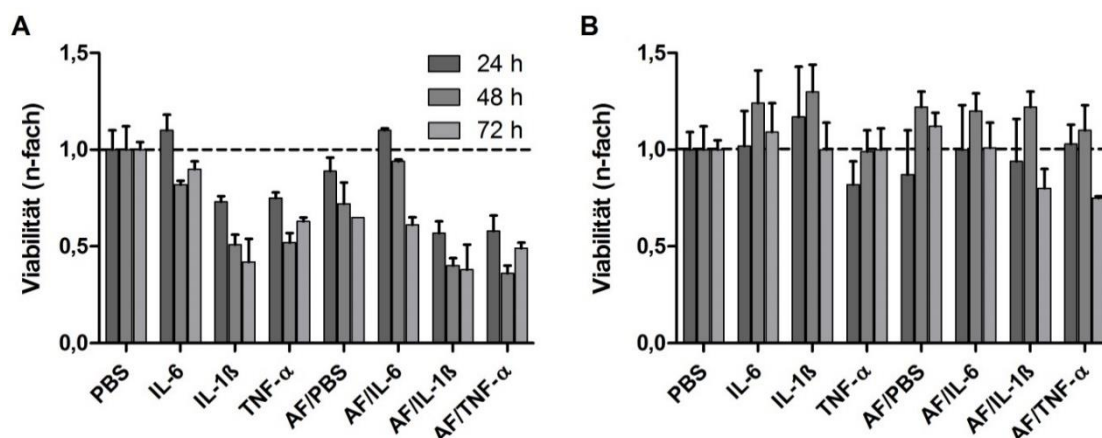 A
Viabilität (n-fach)
1,5
1,0
0,5
0,0
24 h
48 h
72 h
PBS
IL-6
IL-1ß
TNF-α
AF/PBS
AF/IL-6
AF/IL-1ß
AF/TNF-α
B
Viabilität (n-fach)
1,5
1,0
0,5
0,0
PBS
IL-6
IL-1ß
TNF-α
AF/PBS
AF/IL-6
AF/IL-1ß
AF/TNF-α